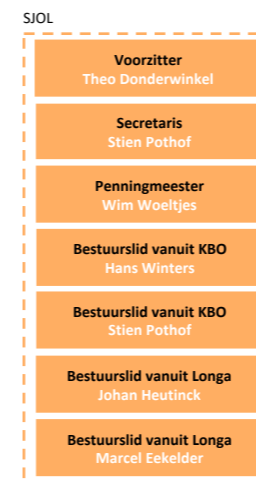 SJOL
Voorzitter
Theo Donderwinkel
Secretaris
Stien Pothof
Penningmeester
Wim Woeltjes
Bestuurslid vanuit KBO
Hans Winters
Bestuurslid vanuit KBO
Stien Pothof
Bestuurslid vanuit Longa
Johan Heutinck
Bestuurslid vanuit Longa
Marcel Eekelder